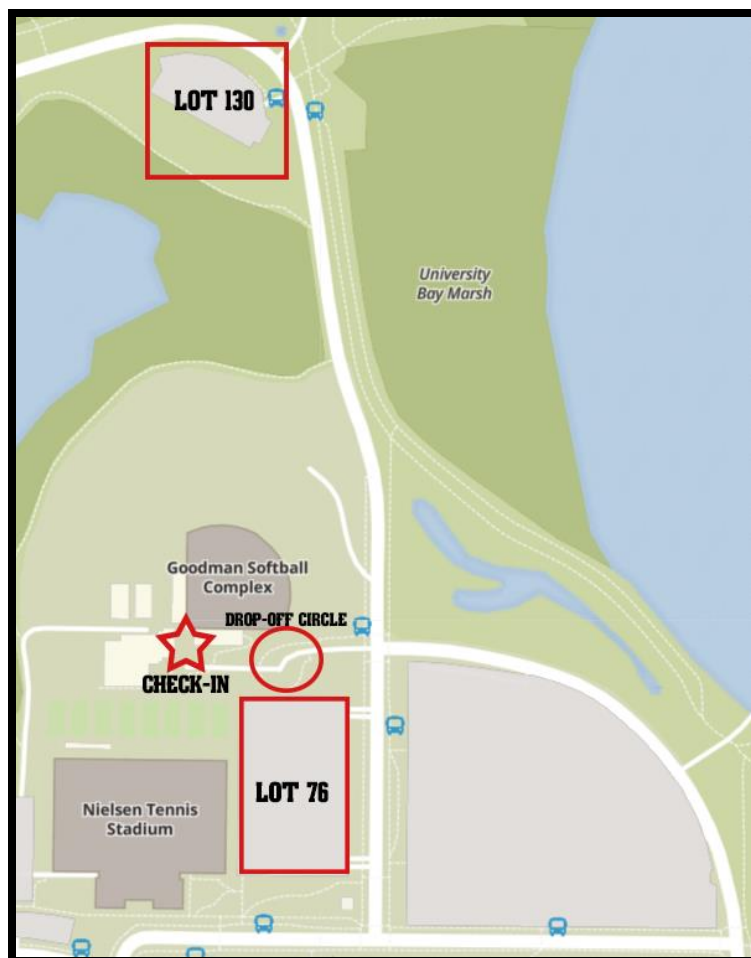 LOT 130
University
Bay Marsh
Goodman Softball
Complex
DROP-OFF CIRCLE
CHECK-IN
LOT 76
Nielsen Tennis
Stadium